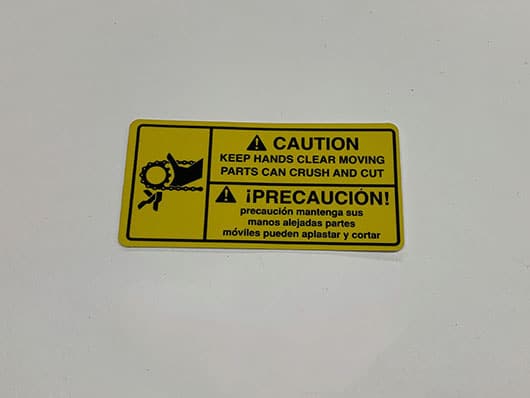 CAUTION
KEEP HANDS CLEAR MOVING
PARTS CAN CRUSH AND CUT
¡PRECAUCIÓN!
precaución mantenga sus
manos alejadas partes
móviles pueden aplastar y cortar